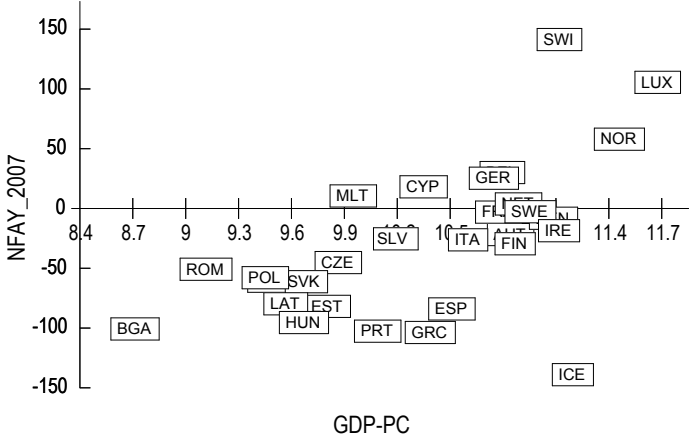 150
SWI
100
LUX
50
NOR
GER
CYP
MLT
NFAY_2007
0
SWE
8.4
8.7
9
9.3
9.6
9.9
11.4
11.7
SLV
ITA
IRE
FIN
-50
ROM
CZE
POL
SVK
LAT
EST
ESP
-100
BGA
HUN
PRT
GRC
-150
ICE
GDP-PC